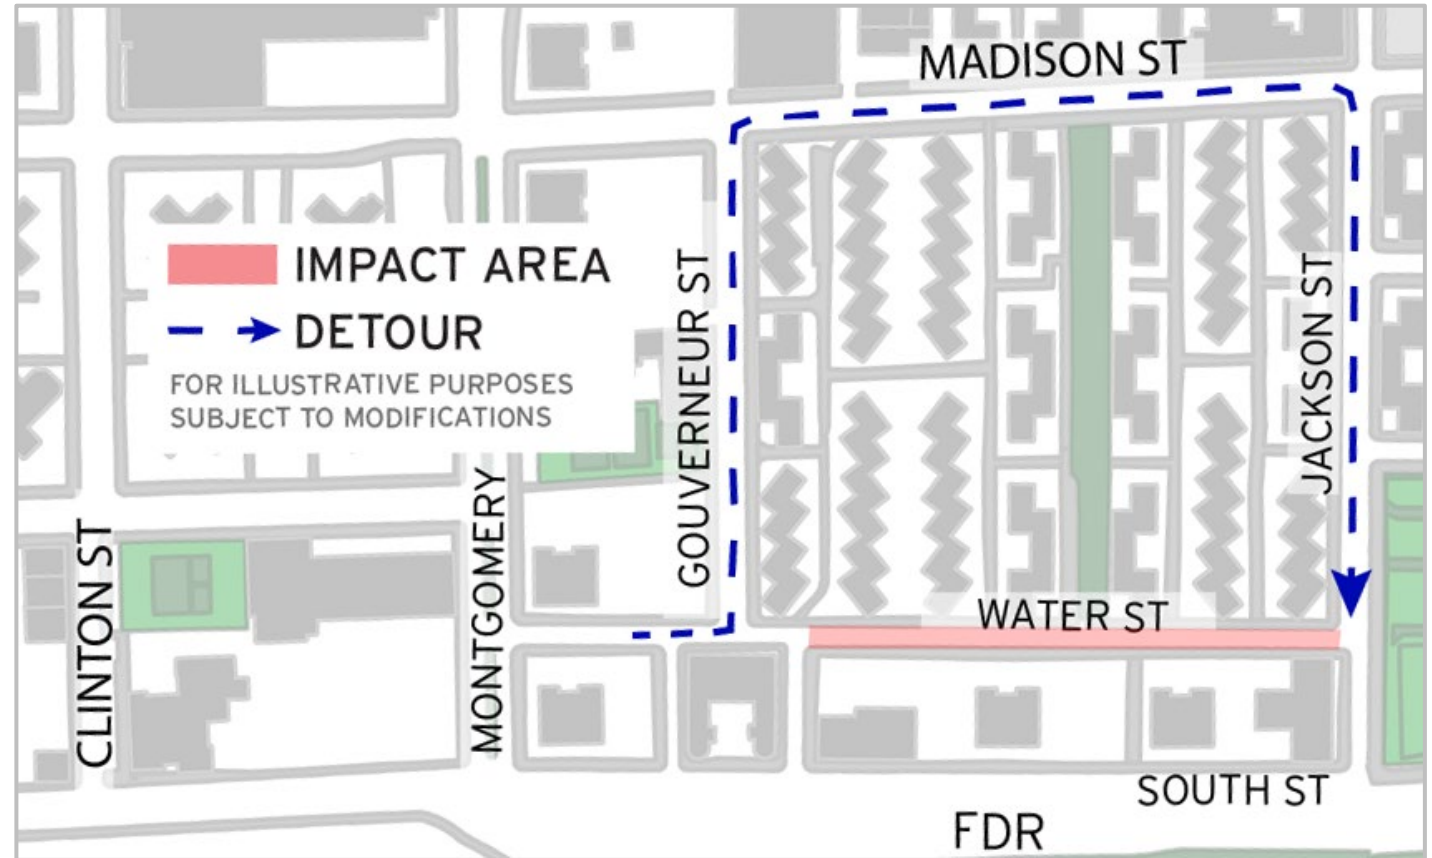 MADISON ST
IMPACT AREA
DETOUR
FOR ILLUSTRATIVE PURPOSES
SUBJECT TO MODIFICATIONS
GOUVERNEUR ST
JACKSON ST
MONTGOMERY
CLINTON ST
WATER ST
SOUTH ST
FDR